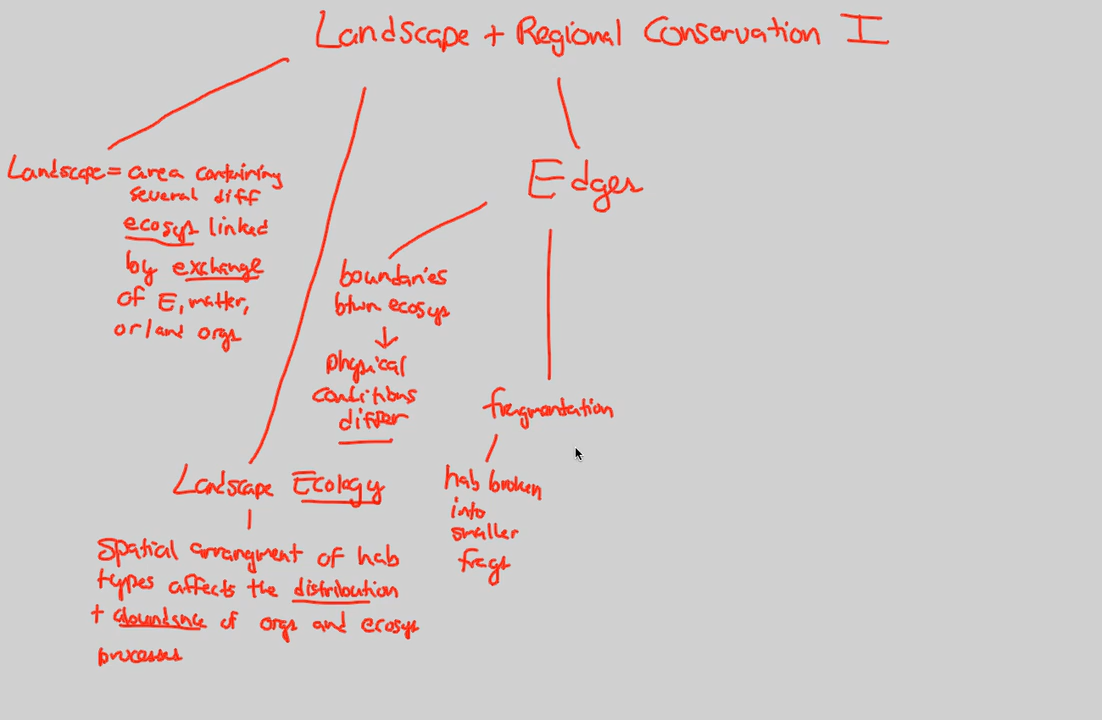 Landscape + Regional Conservation I
Landscape = area containing
several diff
ecosys linked
by exchange
of E, matter,
or/and orgs
Edges
boundaries
btwn ecosys
↓
physical
conditions
differ
fragmentation
hab broken
into
smaller
frags
Landscape Ecology
Spatial arrangment of hab
types affects the distribution
+ abundance of orgs and ecosys
processes